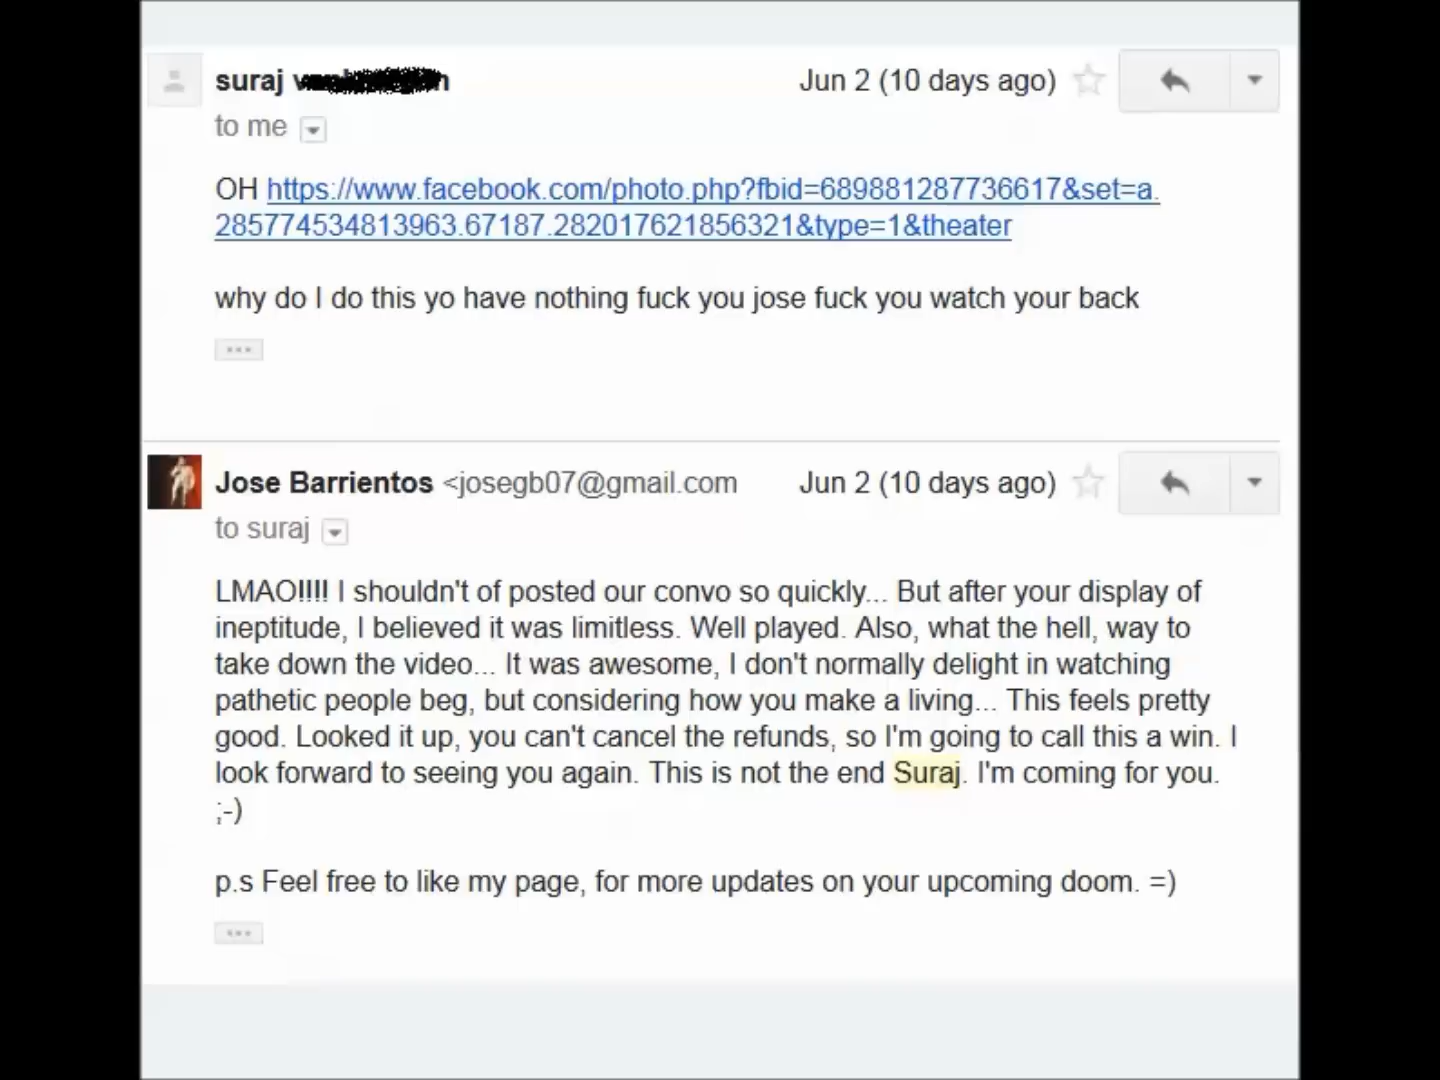 suraj
Jun 2 (10 days ago)
to me
OH https://www.facebook.com/photo.php?fbid=689881287736617&set=a.
285774534813963.67187.282017621856321&type=1&theater
why do I do this yo have nothing fuck you jose fuck you watch your back
Jose Barrientos <josegb07@gmail.com
Jun 2 (10 days ago)
to suraj
LMAO!!!! I shouldn't of posted our convo so quickly... But after your display of
ineptitude, I believed it was limitless. Well played. Also, what the hell, way to
take down the video... It was awesome, I don't normally delight in watching
pathetic people beg, but considering how you make a living... This feels pretty
good. Looked it up, you can't cancel the refunds, so I'm going to call this a win. I
look forward to seeing you again. This is not the end Suraj. I'm coming for you.
;-)
p.s Feel free to like my page, for more updates on your upcoming doom. =)